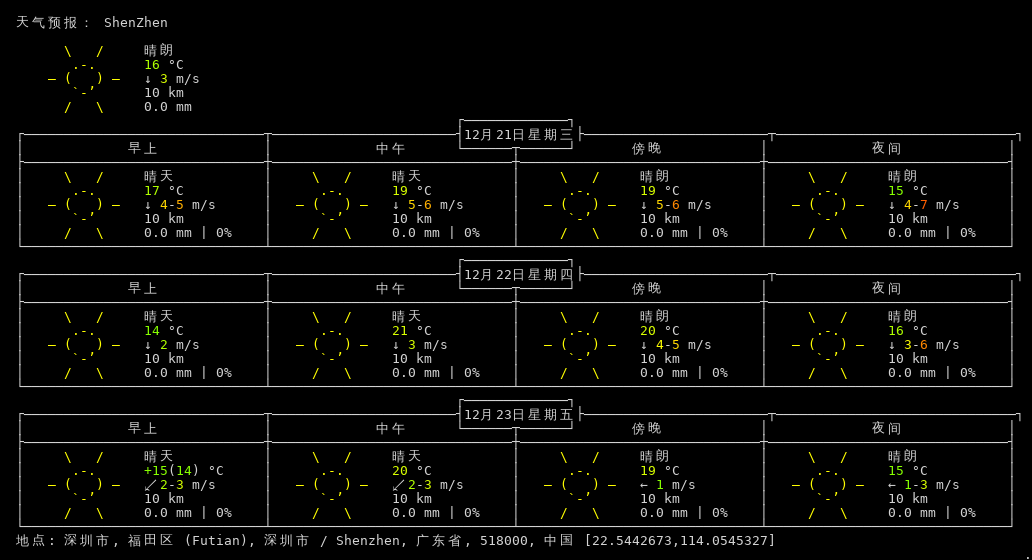 天气预报： ShenZhen
晴朗
16 °C
↓ 3 m/s
10 km
0.0 mm
12月21日星期三
早上 中午 傍晚 夜间
晴天 晴天 晴朗 晴朗
17 °C 19 °C 19 °C 15 °C
↓ 4-5 m/s ↓ 5-6 m/s ↓ 5-6 m/s ↓ 4-7 m/s
10 km 10 km 10 km 10 km
0.0 mm | 0% 0.0 mm | 0% 0.0 mm | 0% 0.0 mm | 0%
12月22日星期四
早上 中午 傍晚 夜间
晴天 晴天 晴朗 晴朗
14 °C 21 °C 20 °C 16 °C
↓ 2 m/s ↓ 3 m/s ↓ 4-5 m/s ↓ 3-6 m/s
10 km 10 km 10 km 10 km
0.0 mm | 0% 0.0 mm | 0% 0.0 mm | 0% 0.0 mm | 0%
12月23日星期五
早上 中午 傍晚 夜间
晴天 晴天 晴朗 晴朗
+15(14) °C 20 °C 19 °C 15 °C
↙ 2-3 m/s ↙ 2-3 m/s ← 1 m/s ← 1-3 m/s
10 km 10 km 10 km 10 km
0.0 mm | 0% 0.0 mm | 0% 0.0 mm | 0% 0.0 mm | 0%
地点: 深圳市, 福田区 (Futian), 深圳市 / Shenzhen, 广东省, 518000, 中国 [22.5442673,114.0545327]